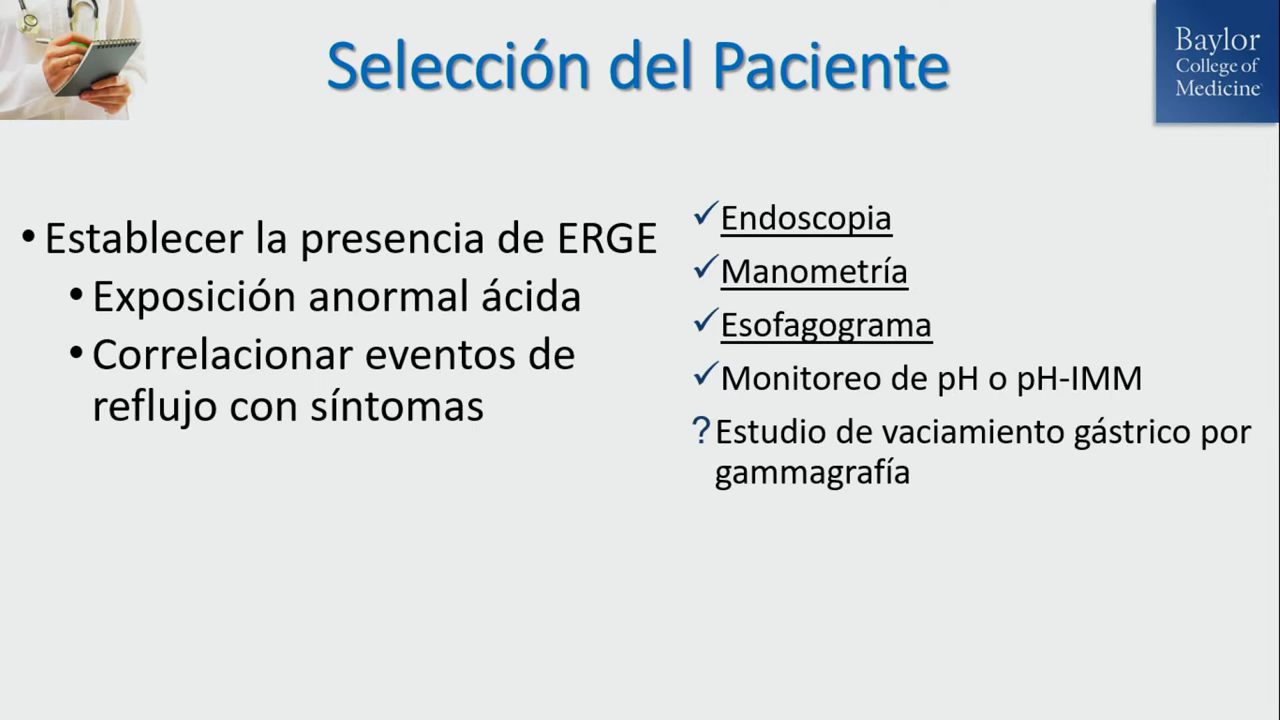 Selección del Paciente
Baylor
College of
Medicine
• Establecer la presencia de ERGE
• Exposición anormal ácida
• Correlacionar eventos de
reflujo con síntomas
✓ Endoscopia
✓ Manometría
✓ Esofagograma
✓ Monitoreo de pH o pH-IMM
? Estudio de vaciamiento gástrico por
gammagrafía